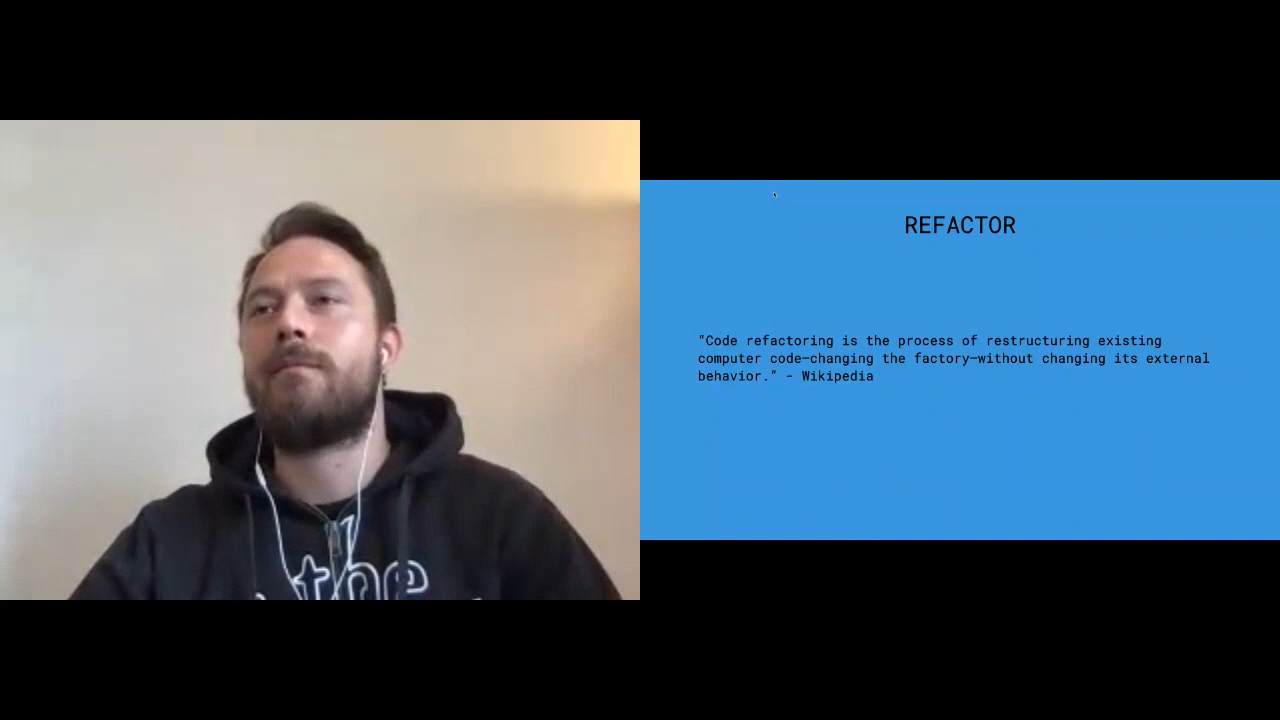 REFACTOR
"Code refactoring is the process of restructuring existing
computer code—changing the factory—without changing its external
behavior.” - Wikipedia
the